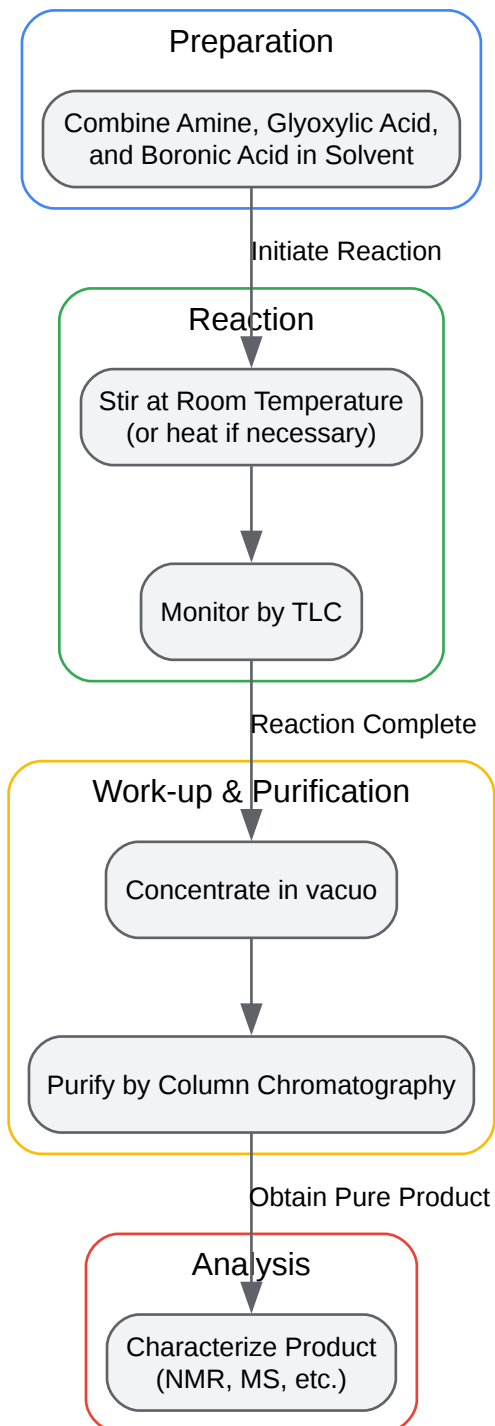 Preparation
Combine Amine, Glyoxylic Acid,
and Boronic Acid in Solvent
Initiate Reaction
Reaction
Stir at Room Temperature
(or heat if necessary)
Monitor by TLC
Reaction Complete
Work-up & Purification
Concentrate in vacuo
Purify by Column Chromatography
Obtain Pure Product
Analysis
Characterize Product
(NMR, MS, etc.)